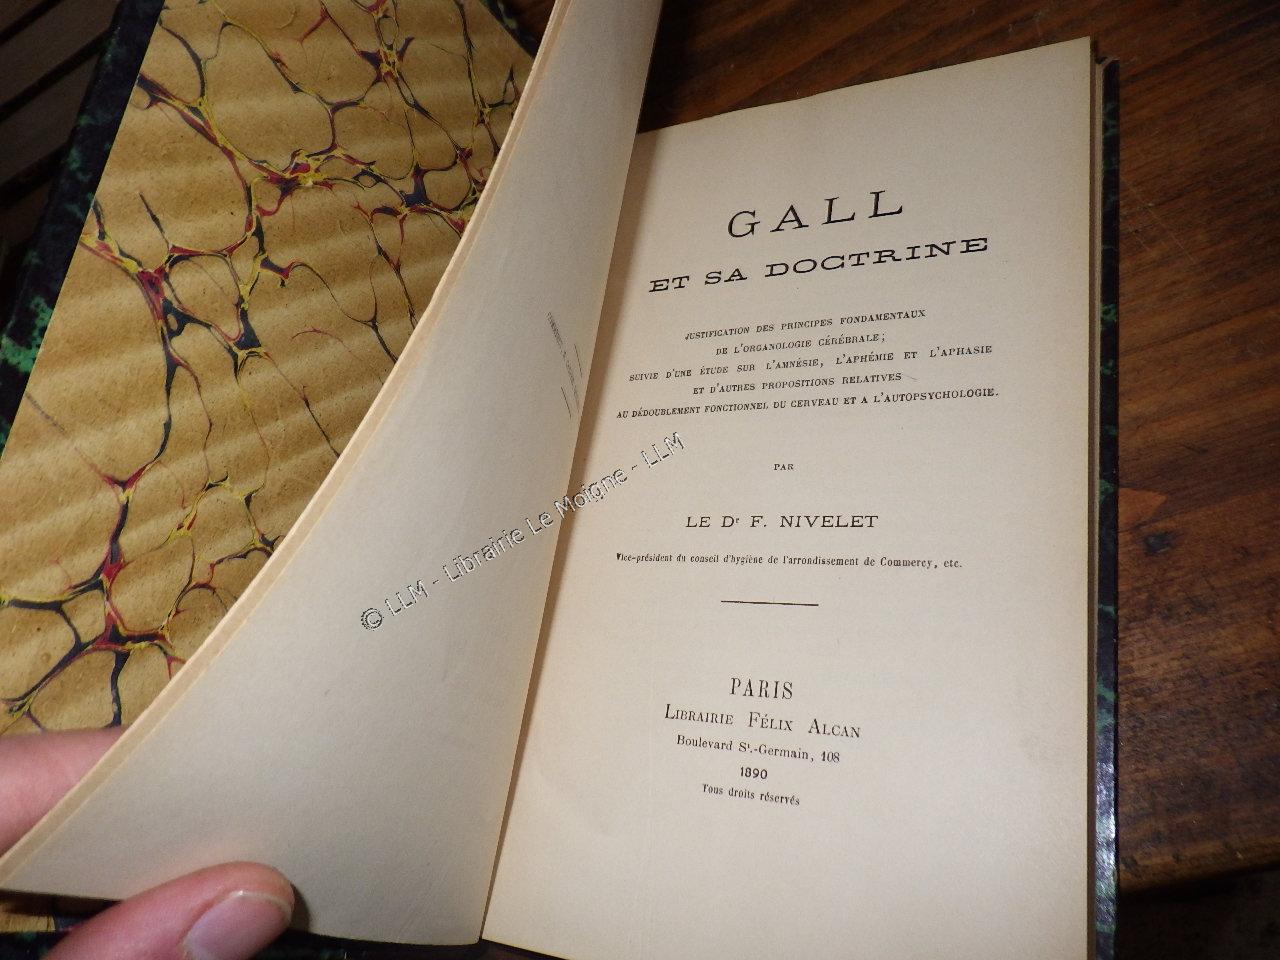 GALL
ET SA DOCTRINE
JUSTIFICATION DES PRINCIPES FONDAMENTAUX
DE L'ORGANOLOGIE CÉRÉBRALE;
SUIVIE D'UNE ÉTUDE SUR L'AMNÉSIE, L'APHÉMIE ET L'APHASIE
ET D'AUTRES PROPOSITIONS RELATIVES
AU DÉDOUBLEMENT FONCTIONNEL DU CERVEAU ET A L'AUTOPSYCHOLOGIE.
PAR
LE Dr F. NIVELET
Vice-président du conseil d'hygiène de l'arrondissement de Commercy, etc.
PARIS
LIBRAIRIE FÉLIX ALCAN
Boulevard St.-Germain, 108
1890
Tous droits réservés
© LLM - Librairie Le Moigne - LLM